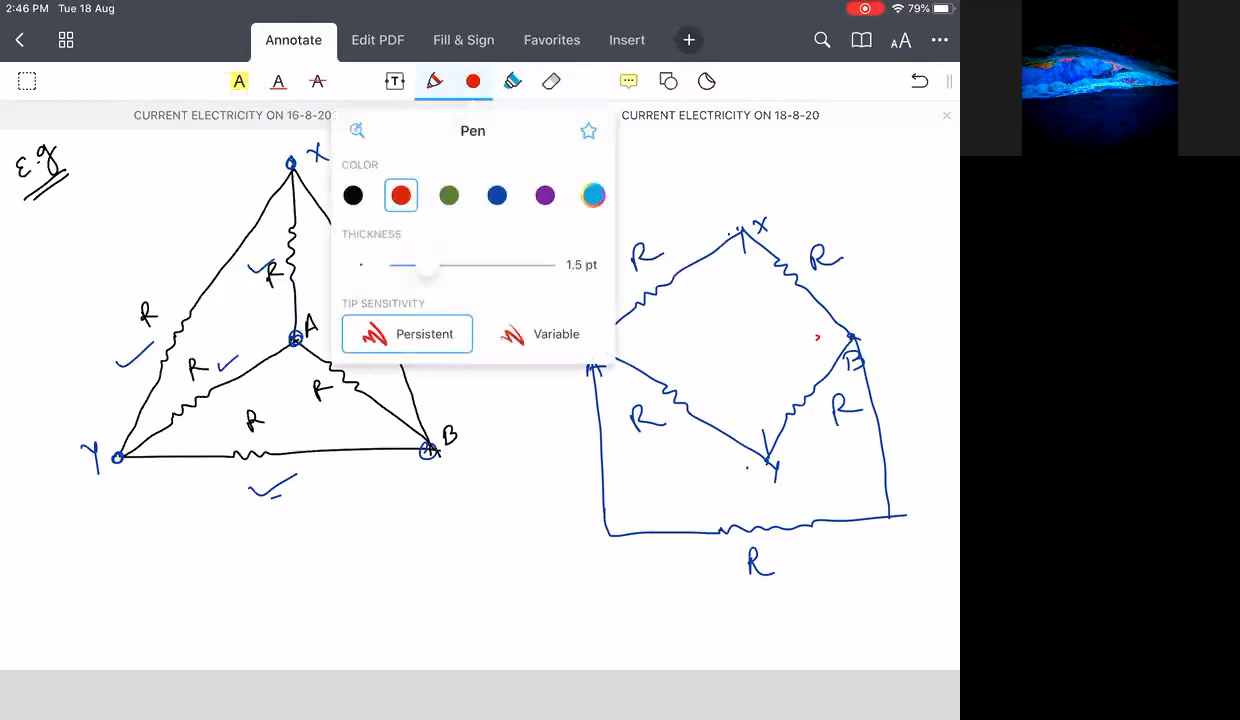 2:46 PM Tue 18 Aug
79%
Annotate Edit PDF Fill & Sign Favorites Insert
A A A T AA
CURRENT ELECTRICITY ON 16-8-20
CURRENT ELECTRICITY ON 18-8-20
Pen
COLOR
THICKNESS
1.5 pt
TIP SENSITIVITY
Persistent Variable
E.g
X
R
R
A
R
R
R
Y
B
X
R
R
B
R
R
Y
R